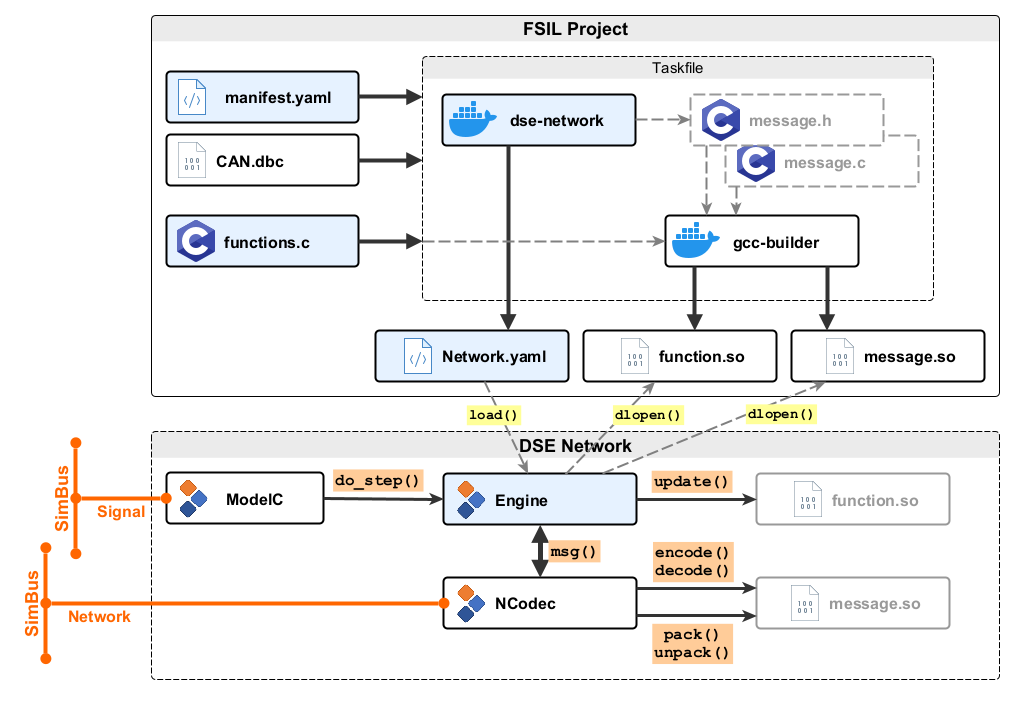 FSIL Project
Taskfile
manifest.yaml
dse-network
message.h
CAN.dbc
message.c
functions.c
gcc-builder
Network.yaml
function.so
message.so
load()
dlopen()
dlopen()
DSE Network
SimBus
Signal
ModelC
do_step()
Engine
update()
function.so
msg()
encode()
decode()
SimBus
Network
NCodec
message.so
pack()
unpack()